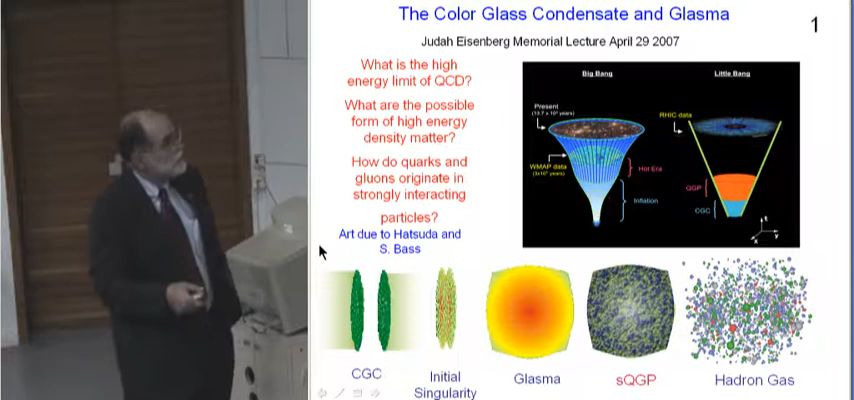 The Color Glass Condensate and Glasma
1
Judah Eisenberg Memorial Lecture April 29 2007
What is the high
energy limit of QCD?
What are the possible
form of high energy
density matter?
How do quarks and
gluons originate in
strongly interacting
particles?
Art due to Hatsuda and
S. Bass
Big Bang
Little Bang
Present
RHIC data
WMAP data
Hot Era
Inflation
QGP
CGC
t
x
y
CGC
Initial
Singularity
Glasma
sQGP
Hadron Gas